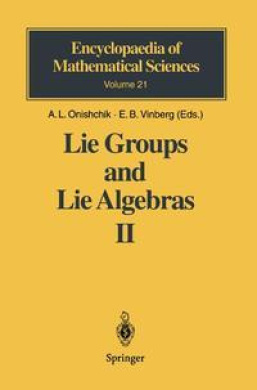 Encyclopaedia of
Mathematical Sciences
Volume 21
A. L. Onishchik · E. B. Vinberg (Eds.)
Lie Groups
and
Lie Algebras
II
Springer